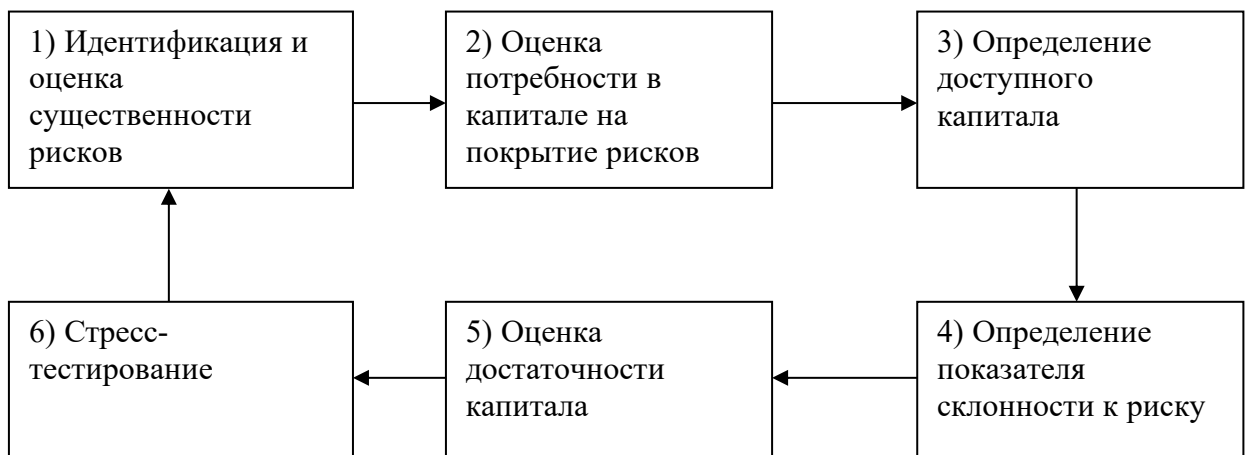 1) Идентификация и
оценка
существенности
рисков
2) Оценка
потребности в
капитале на
покрытие рисков
3) Определение
доступного
капитала
6) Стресс-
тестирование
5) Оценка
достаточности
капитала
4) Определение
показателя
склонности к риску